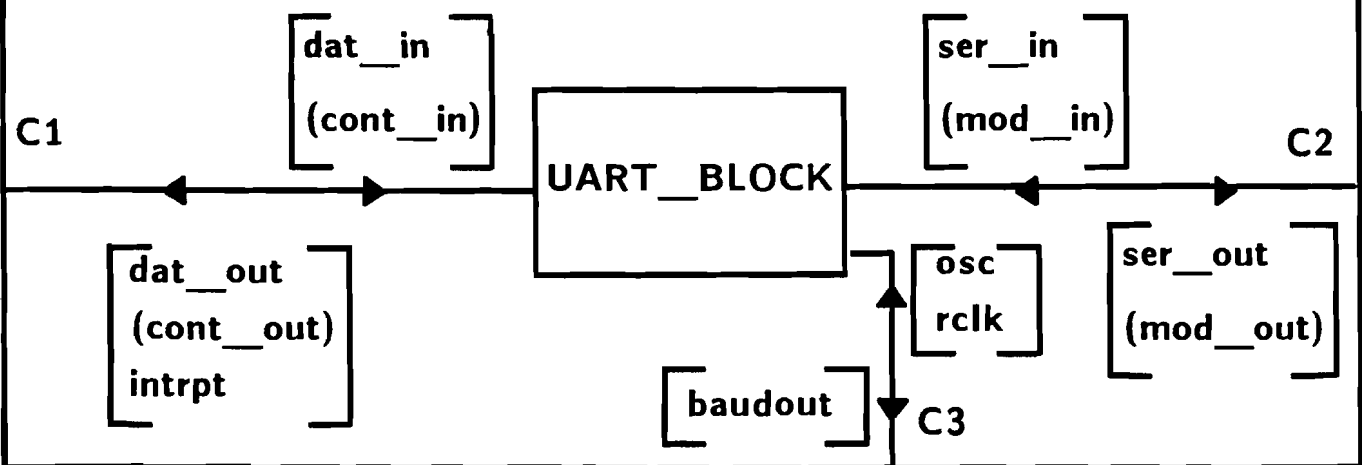 dat__in
(cont__in)
C1
dat__out
(cont__out)
intrpt
UART__BLOCK
ser__in
(mod__in)
C2
ser__out
(mod__out)
osc
rclk
baudout
C3